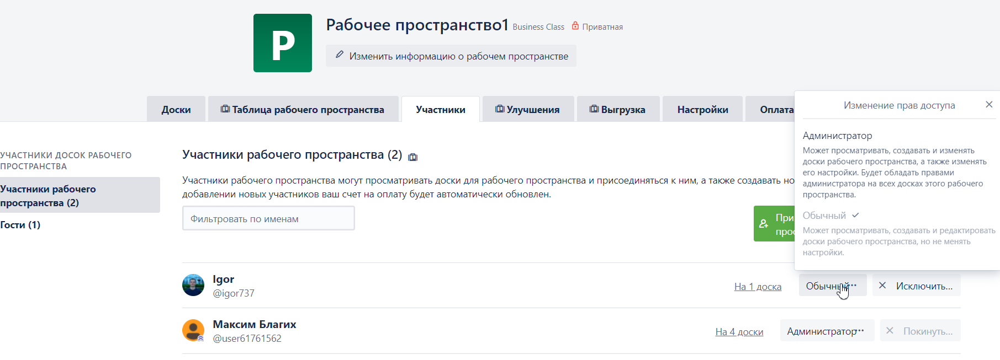 P
Рабочее пространство1 Business Class Приватная
Изменить информацию о рабочем пространстве
Доски
Таблица рабочего пространства
Участники
Улучшения
Выгрузка
Настройки
Оплата
УЧАСТНИКИ ДОСОК РАБОЧЕГО
ПРОСТРАНСТВА
Участники рабочего
пространства (2)
Гости (1)
Участники рабочего пространства (2)
Участники рабочего пространства могут просматривать доски для рабочего пространства и присоединяться к ним, а также создавать но
добавлении новых участников ваш счет на оплату будет автоматически обновлен.
Фильтровать по именам
При
прос
Изменение прав доступа
Администратор
Может просматривать, создавать и изменять
доски рабочего пространства, а также изменять
его настройки. Будет обладать правами
администратора на всех досках этого рабочего
пространства.
Обычный
Может просматривать, создавать и редактировать
доски рабочего пространства, но не менять
настройки.
Igor
@igor737
На 1 доска
Обычный...
Исключить...
Максим Благих
@user61761562
На 4 доски
Администратор...
Покинуть...